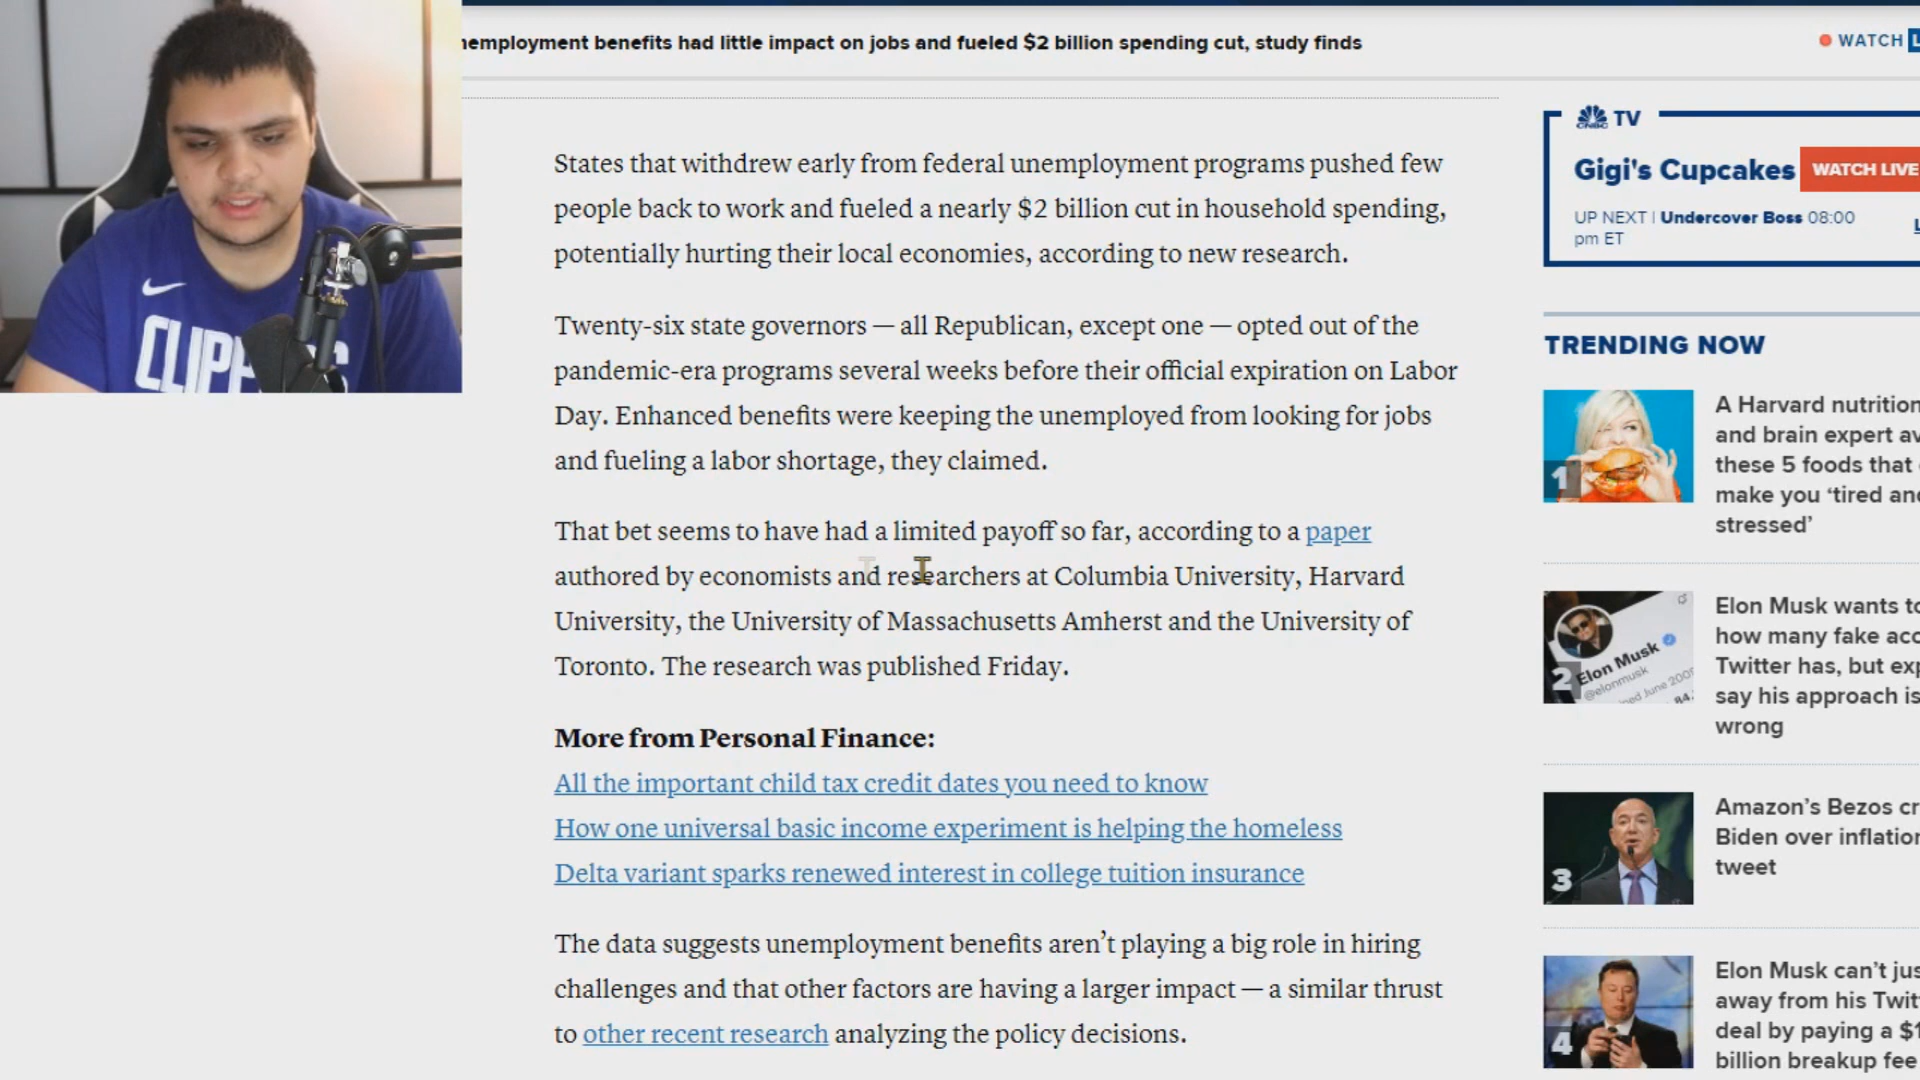 nemployment benefits had little impact on jobs and fueled $2 billion spending cut, study finds
WATCH L
CLIPP S
States that withdrew early from federal unemployment programs pushed few
people back to work and fueled a nearly $2 billion cut in household spending,
potentially hurting their local economies, according to new research.
Twenty-six state governors — all Republican, except one — opted out of the
pandemic-era programs several weeks before their official expiration on Labor
Day. Enhanced benefits were keeping the unemployed from looking for jobs
and fueling a labor shortage, they claimed.
That bet seems to have had a limited payoff so far, according to a paper
authored by economists and researchers at Columbia University, Harvard
University, the University of Massachusetts Amherst and the University of
Toronto. The research was published Friday.
More from Personal Finance:
All the important child tax credit dates you need to know
How one universal basic income experiment is helping the homeless
Delta variant sparks renewed interest in college tuition insurance
The data suggests unemployment benefits aren’t playing a big role in hiring
challenges and that other factors are having a larger impact — a similar thrust
to other recent research analyzing the policy decisions.
CNBC TV
Gigi's Cupcakes WATCH LIVE
UP NEXT | Undercover Boss 08:00
pm ET L
TRENDING NOW
1
A Harvard nutrition
and brain expert av
these 5 foods that
make you ‘tired and
stressed’
2
Elon Musk
@elonmusk
Elon Musk wants to
how many fake acc
Twitter has, but exp
say his approach is
wrong
3
Amazon’s Bezos cr
Biden over inflation
tweet
4
Elon Musk can’t jus
away from his Twit
deal by paying a $1
billion breakup fee